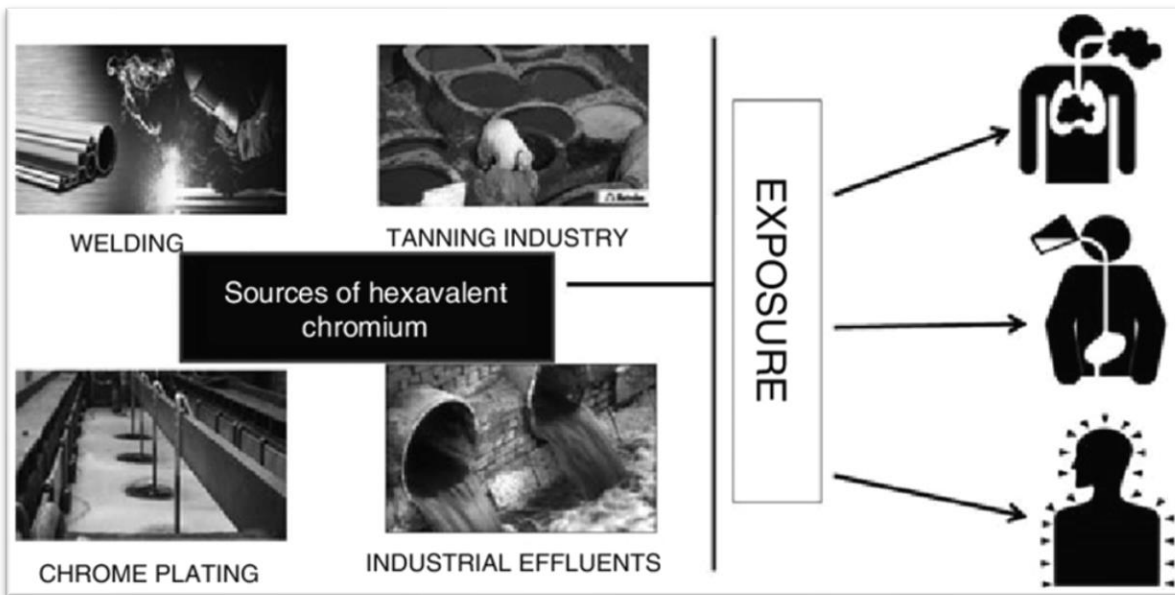 WELDING
TANNING INDUSTRY
Sources of hexavalent
chromium
CHROME PLATING
INDUSTRIAL EFFLUENTS
EXPOSURE